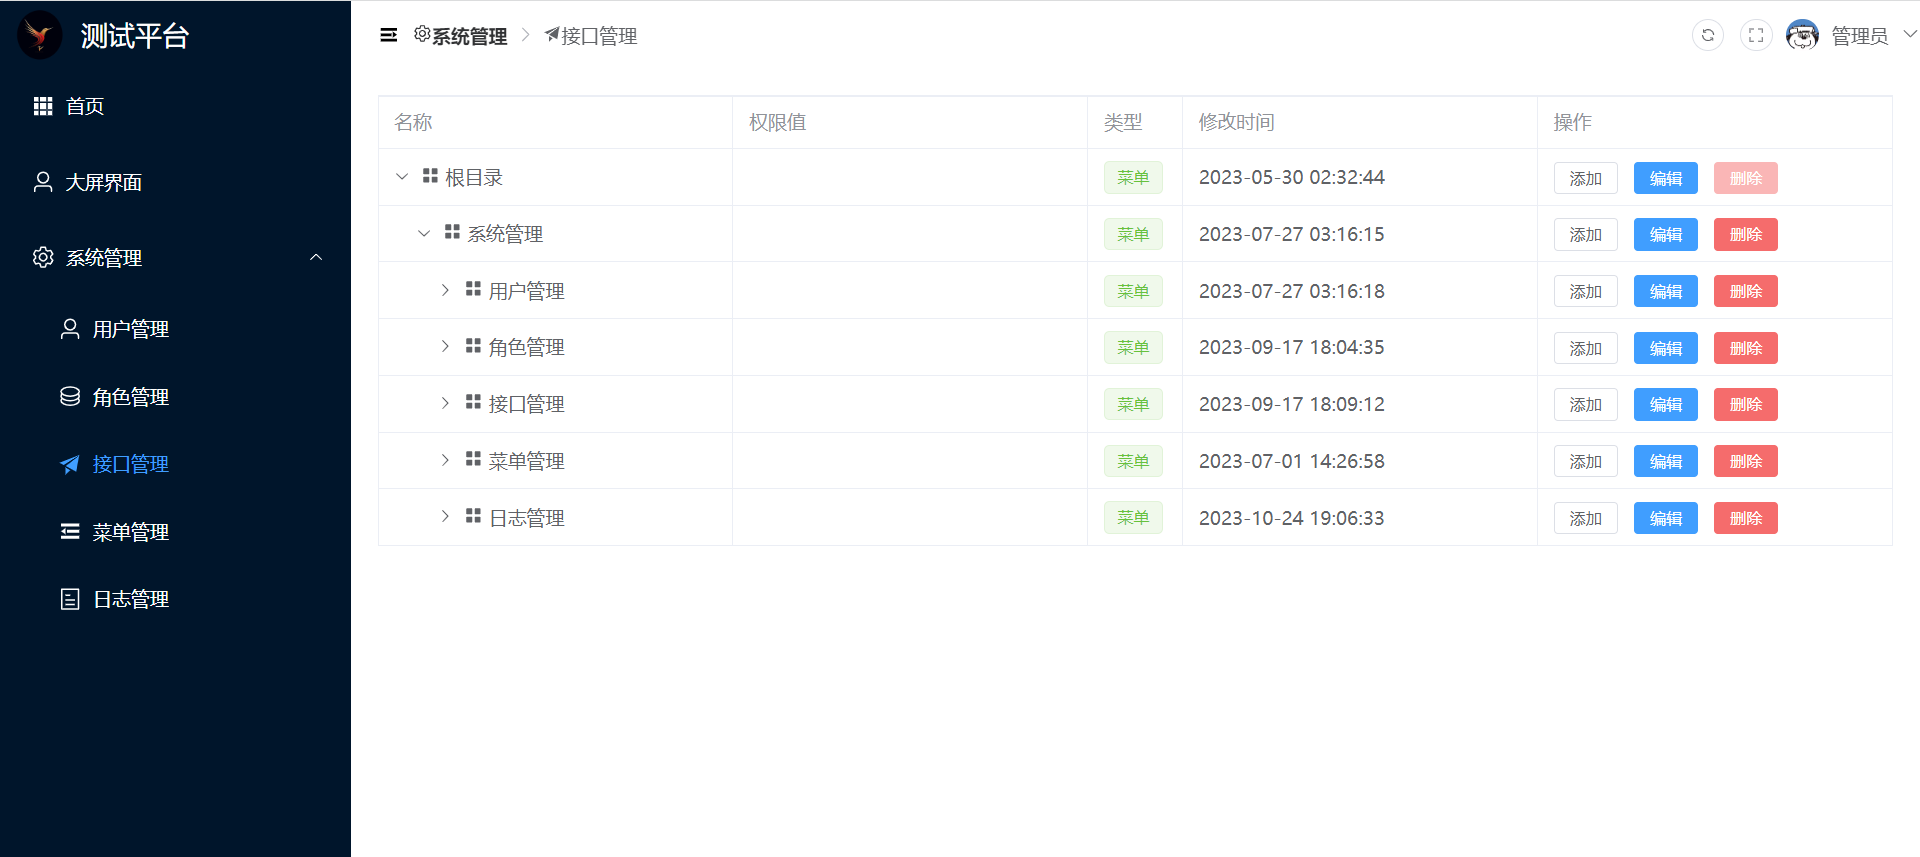 测试平台
首页
大屏界面
系统管理
用户管理
角色管理
接口管理
菜单管理
日志管理
系统管理 接口管理
管理员
名称 权限值 类型 修改时间 操作
根目录 菜单 2023-05-30 02:32:44 添加 编辑 删除
系统管理 菜单 2023-07-27 03:16:15 添加 编辑 删除
用户管理 菜单 2023-07-27 03:16:18 添加 编辑 删除
角色管理 菜单 2023-09-17 18:04:35 添加 编辑 删除
接口管理 菜单 2023-09-17 18:09:12 添加 编辑 删除
菜单管理 菜单 2023-07-01 14:26:58 添加 编辑 删除
日志管理 菜单 2023-10-24 19:06:33 添加 编辑 删除